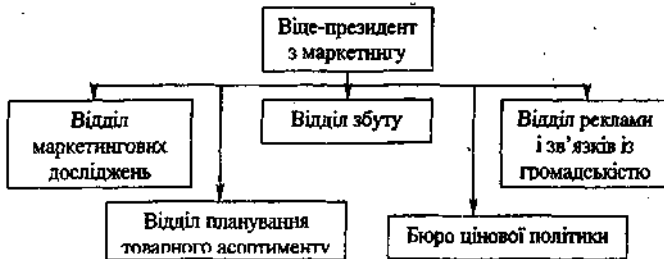 Віце-президент
з маркетингу
Відділ
маркетингових
досліджень
Відділ збуту
Відділ реклами
і зв’язків із
громадськістю
Відділ планування
товарного асортименту
Бюро цінової політики